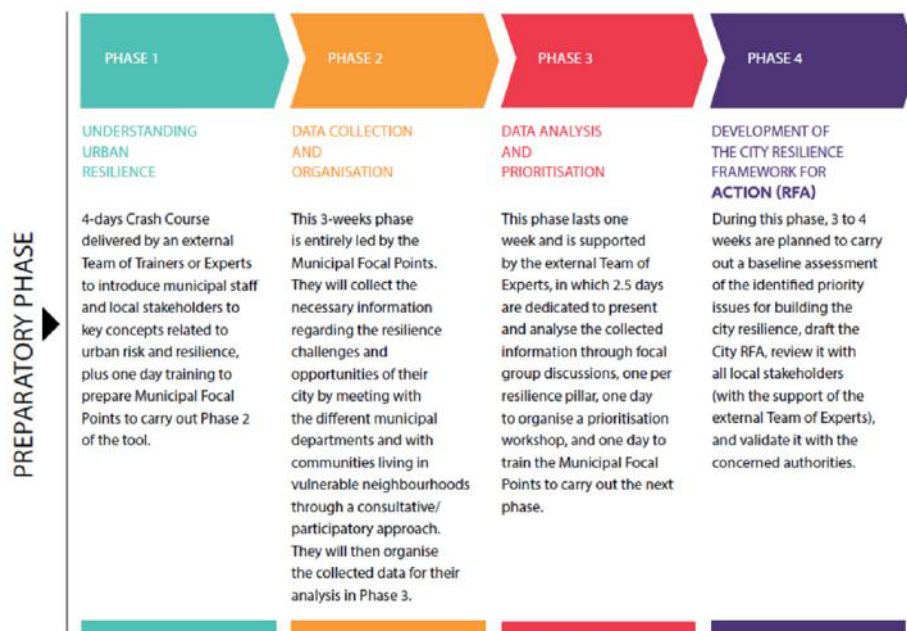 PREPARATORY PHASE
PHASE 1
UNDERSTANDING
URBAN
RESILIENCE
4-days Crash Course
delivered by an external
Team of Trainers or Experts
to introduce municipal staff
and local stakeholders to
key concepts related to
urban risk and resilience,
plus one day training to
prepare Municipal Focal
Points to carry out Phase 2
of the tool.
PHASE 2
DATA COLLECTION
AND
ORGANISATION
This 3-weeks phase
is entirely led by the
Municipal Focal Points.
They will collect the
necessary information
regarding the resilience
challenges and
opportunities of their
city by meeting with
the different municipal
departments and with
communities living in
vulnerable neighbourhoods
through a consultative/
participatory approach.
They will then organise
the collected data for their
analysis in Phase 3.
PHASE 3
DATA ANALYSIS
AND
PRIORITISATION
This phase lasts one
week and is supported
by the external Team of
Experts, in which 2.5 days
are dedicated to present
and analyse the collected
information through focal
group discussions, one per
resilience pillar, one day
to organise a prioritisation
workshop, and one day to
train the Municipal Focal
Points to carry out the next
phase.
PHASE 4
DEVELOPMENT OF
THE CITY RESILIENCE
FRAMEWORK FOR
ACTION (RFA)
During this phase, 3 to 4
weeks are planned to carry
out a baseline assessment
of the identified priority
issues for building the
city resilience, draft the
City RFA, review it with
all local stakeholders
(with the support of the
external Team of Experts),
and validate it with the
concerned authorities.